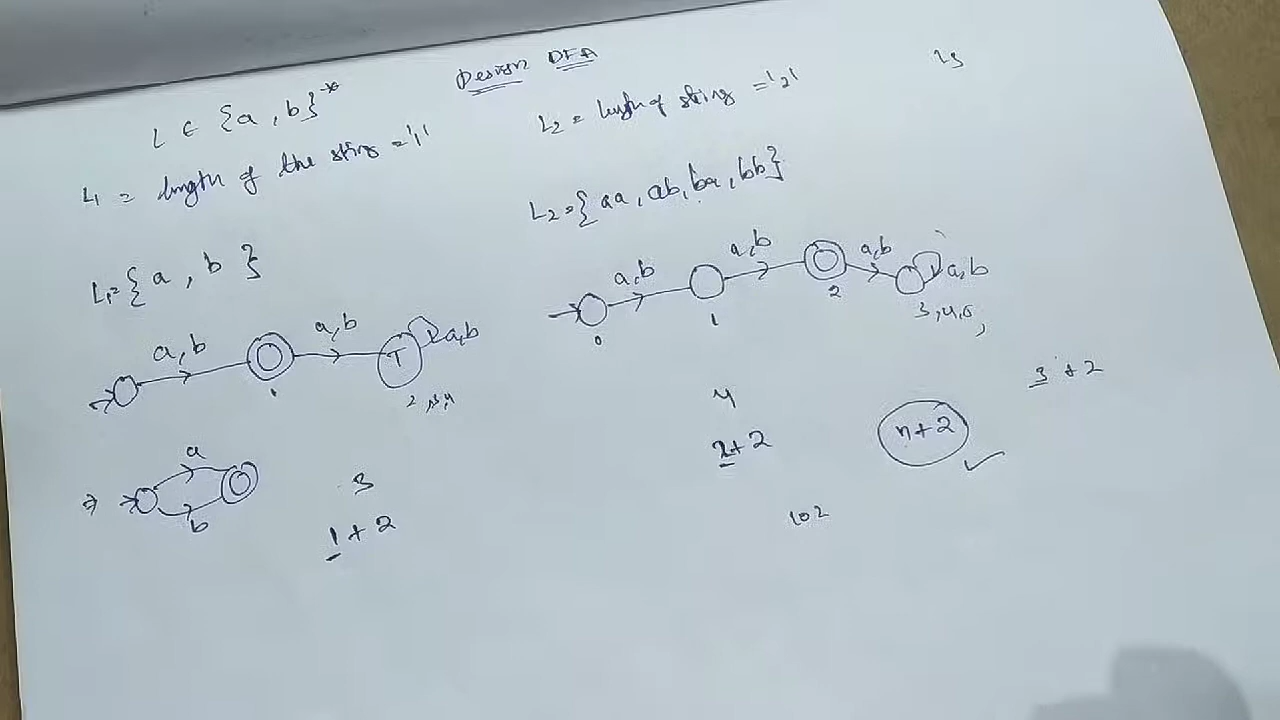 Design DFA
L ∈ {a, b}*
L₁ = length of the string = '1'
L₁ = {a, b}
a, b
a, b
T
a, b
1
2, 3, 4
a
b
3
1 + 2
L₂ = length of string = '2'
L₂ = {aa, ab, ba, bb}
a, b
a, b
a, b
a, b
0
1
2
3, 4, 5,
4
2 + 2
n + 2
102
L3
3 + 2